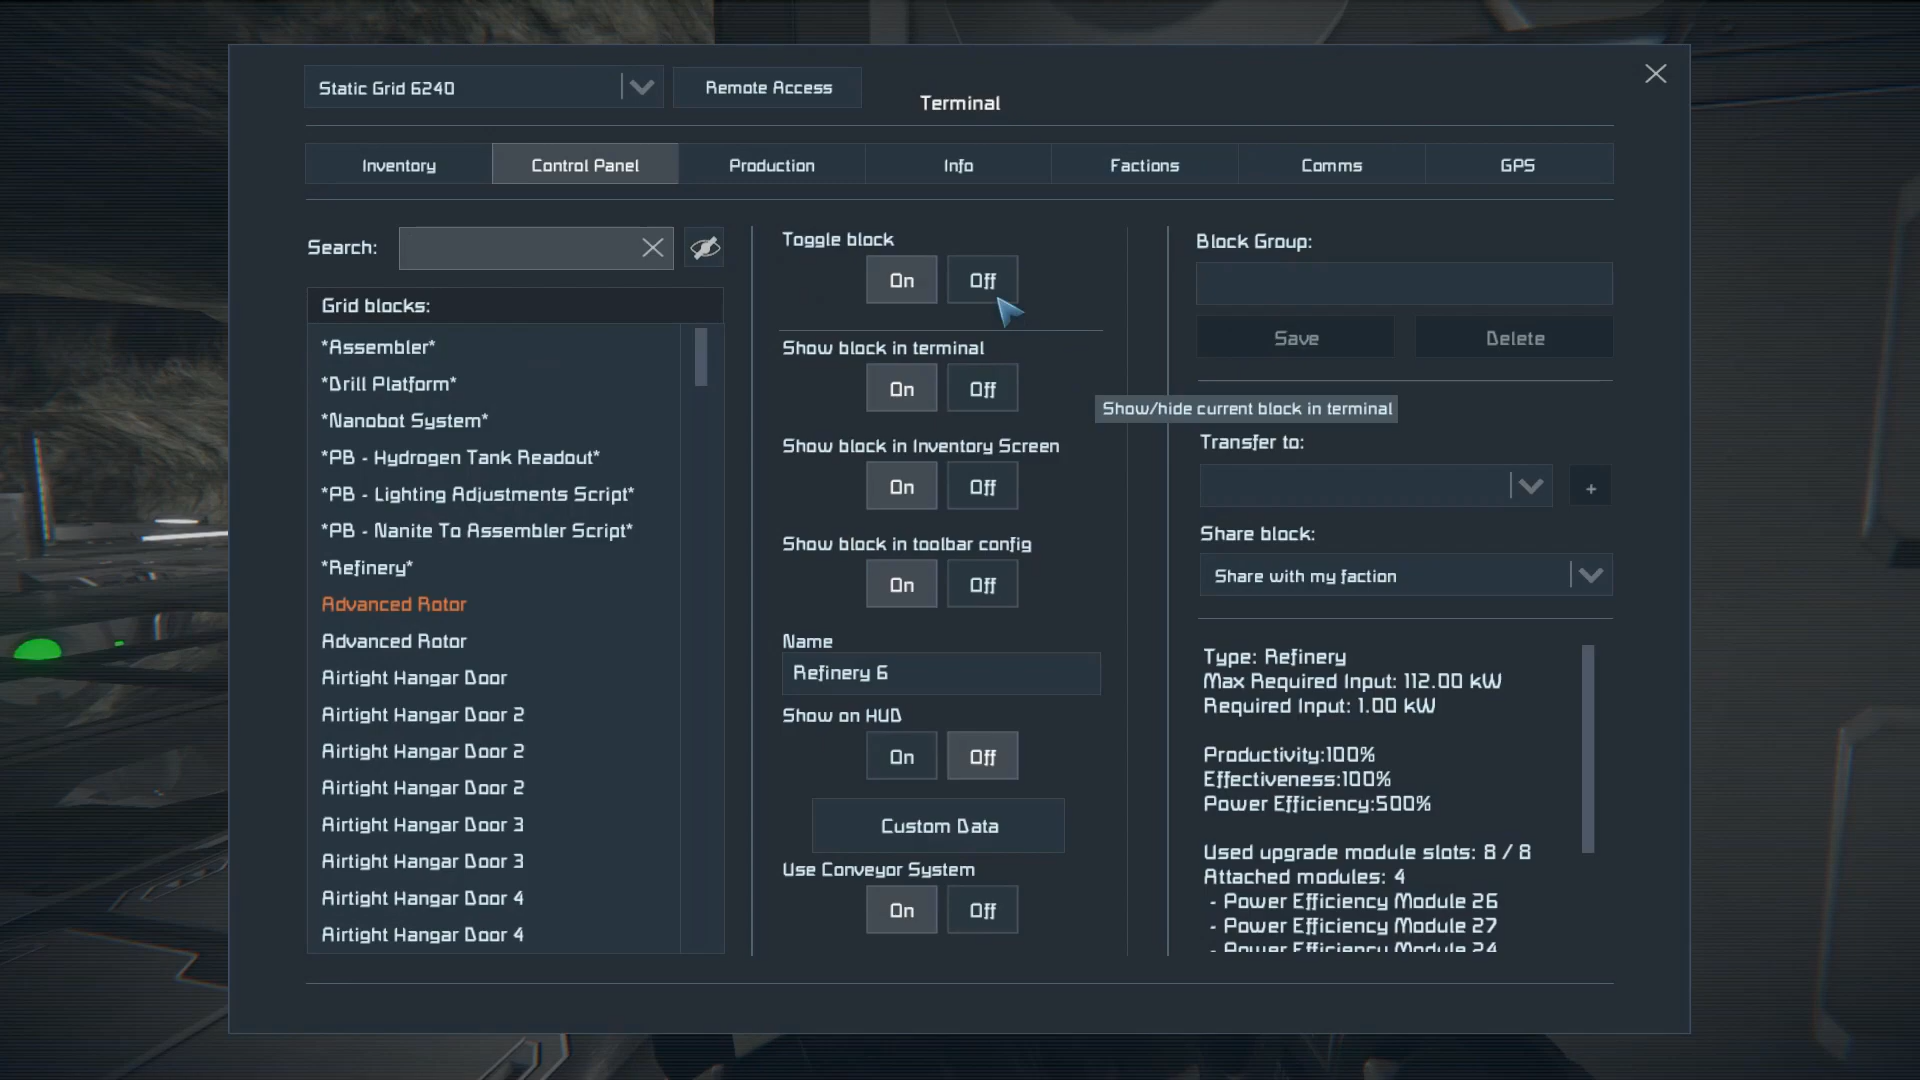 Static Grid 6240
Remote Access
Terminal
Inventory
Control Panel
Production
Info
Factions
Comms
GPS
Search:
Grid blocks:
*Assembler*
*Drill Platform*
*Nanobot System*
*PB - Hydrogen Tank Readout*
*PB - Lighting Adjustments Script*
*PB - Nanite To Assembler Script*
*Refinery*
Advanced Rotor
Advanced Rotor
Airtight Hangar Door
Airtight Hangar Door 2
Airtight Hangar Door 2
Airtight Hangar Door 2
Airtight Hangar Door 3
Airtight Hangar Door 3
Airtight Hangar Door 4
Airtight Hangar Door 4
Toggle block
On Off
Show block in terminal
On Off
Show block in Inventory Screen
On Off
Show block in toolbar config
On Off
Name
Refinery 6
Show on HUD
On Off
Custom Data
Use Conveyor System
On Off
Block Group:
Save
Delete
Show/hide current block in terminal
Transfer to:
+
Share block:
Share with my faction
Type: Refinery
Max Required Input: 112.00 kW
Required Input: 1.00 kW
Productivity:100%
Effectiveness:100%
Power Efficiency:500%
Used upgrade module slots: 8 / 8
Attached modules: 4
- Power Efficiency Module 26
- Power Efficiency Module 27
- Power Efficiency Module 24